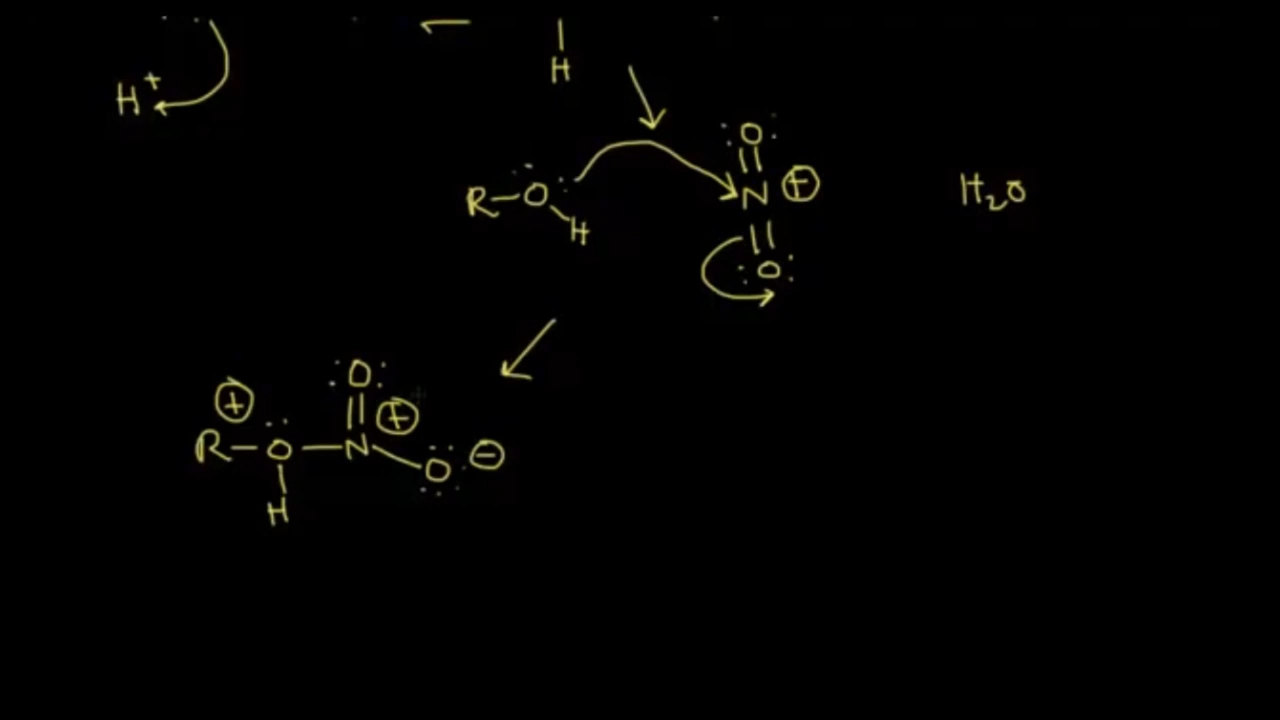 H
H+
O
R-O N + H2O
H
O
O
+ +
R-O-N
O -
H